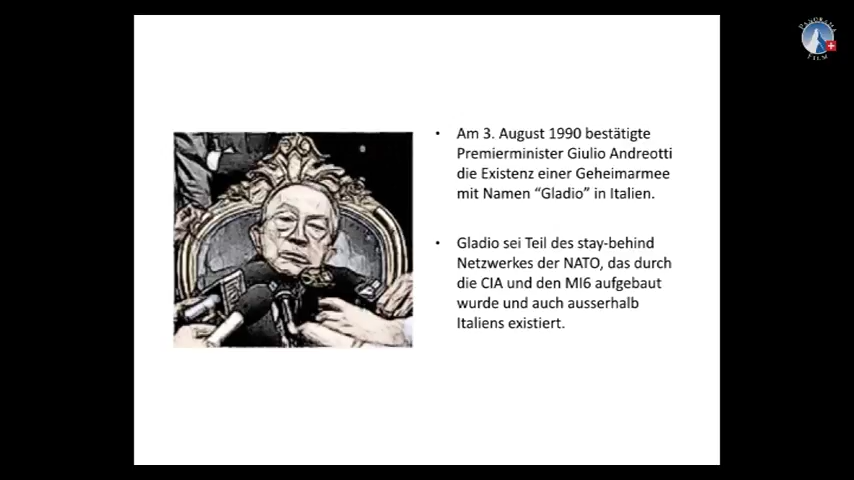 PANORAMA
FILM
• Am 3. August 1990 bestätigte
Premierminister Giulio Andreotti
die Existenz einer Geheimarmee
mit Namen “Gladio” in Italien.
• Gladio sei Teil des stay-behind
Netzwerkes der NATO, das durch
die CIA und den MI6 aufgebaut
wurde und auch ausserhalb
Italiens existiert.